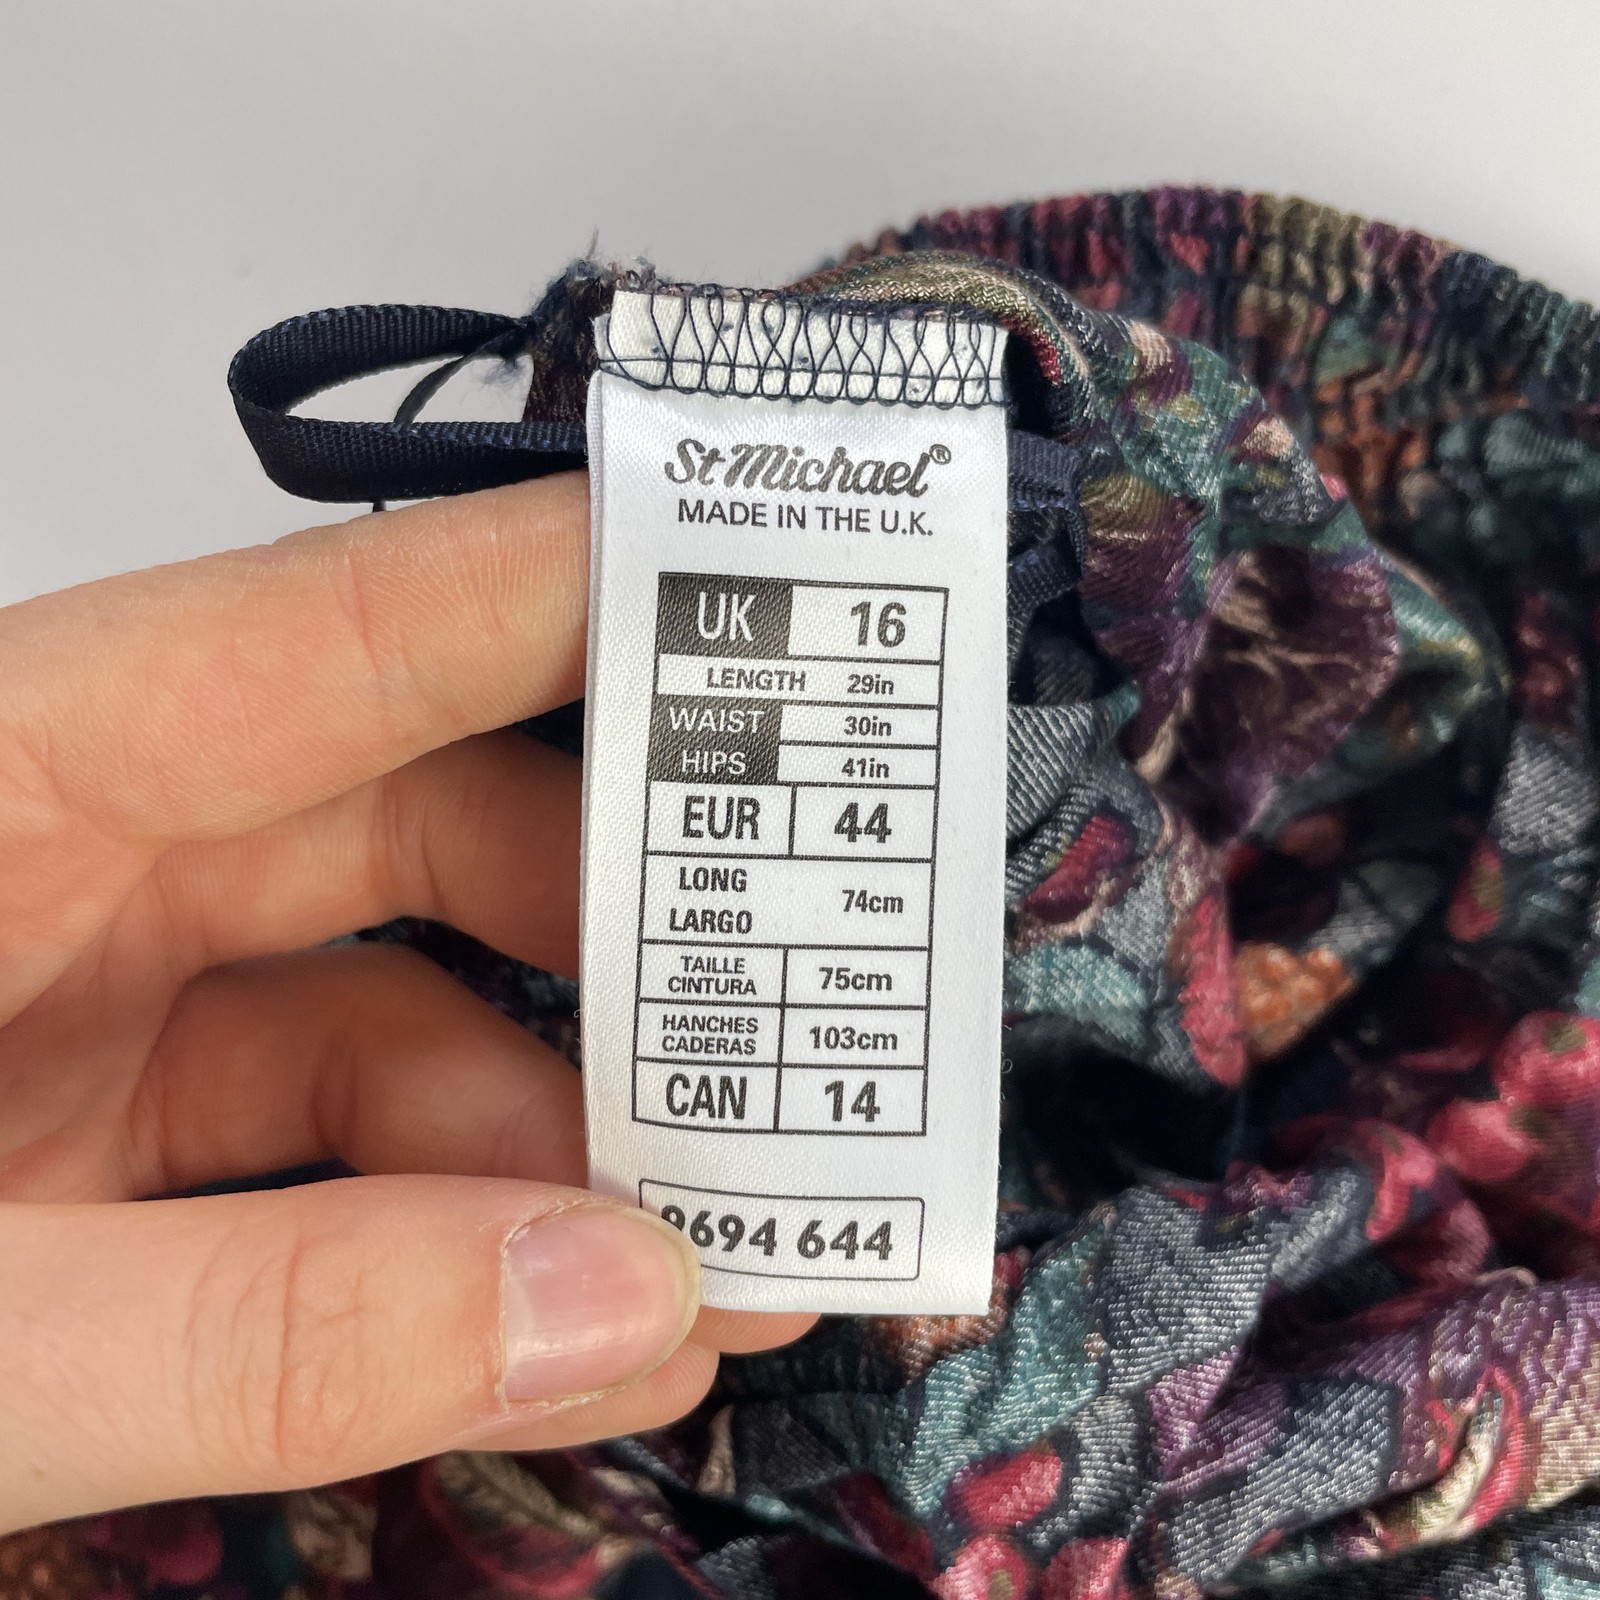 St Michael®
MADE IN THE U.K.
UK 16
LENGTH 29in
WAIST 30in
HIPS 41in
EUR 44
LONG
LARGO 74cm
TAILLE
CINTURA 75cm
HANCHES
CADERAS 103cm
CAN 14
644